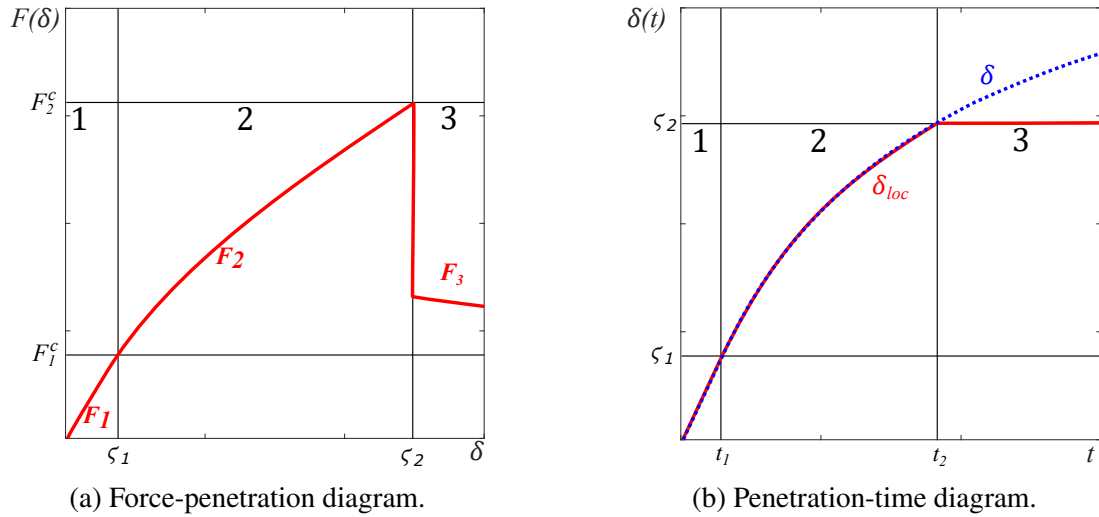 F(δ)
F₂ᶜ
1
2
3
F2
F₃
F₁ᶜ
F1
ς₁
ς₂
δ
(a) Force-penetration diagram.
δ(t)
δ
ς2
1
2
3
δ_loc
ς₁
t₁
t₂
t
(b) Penetration-time diagram.